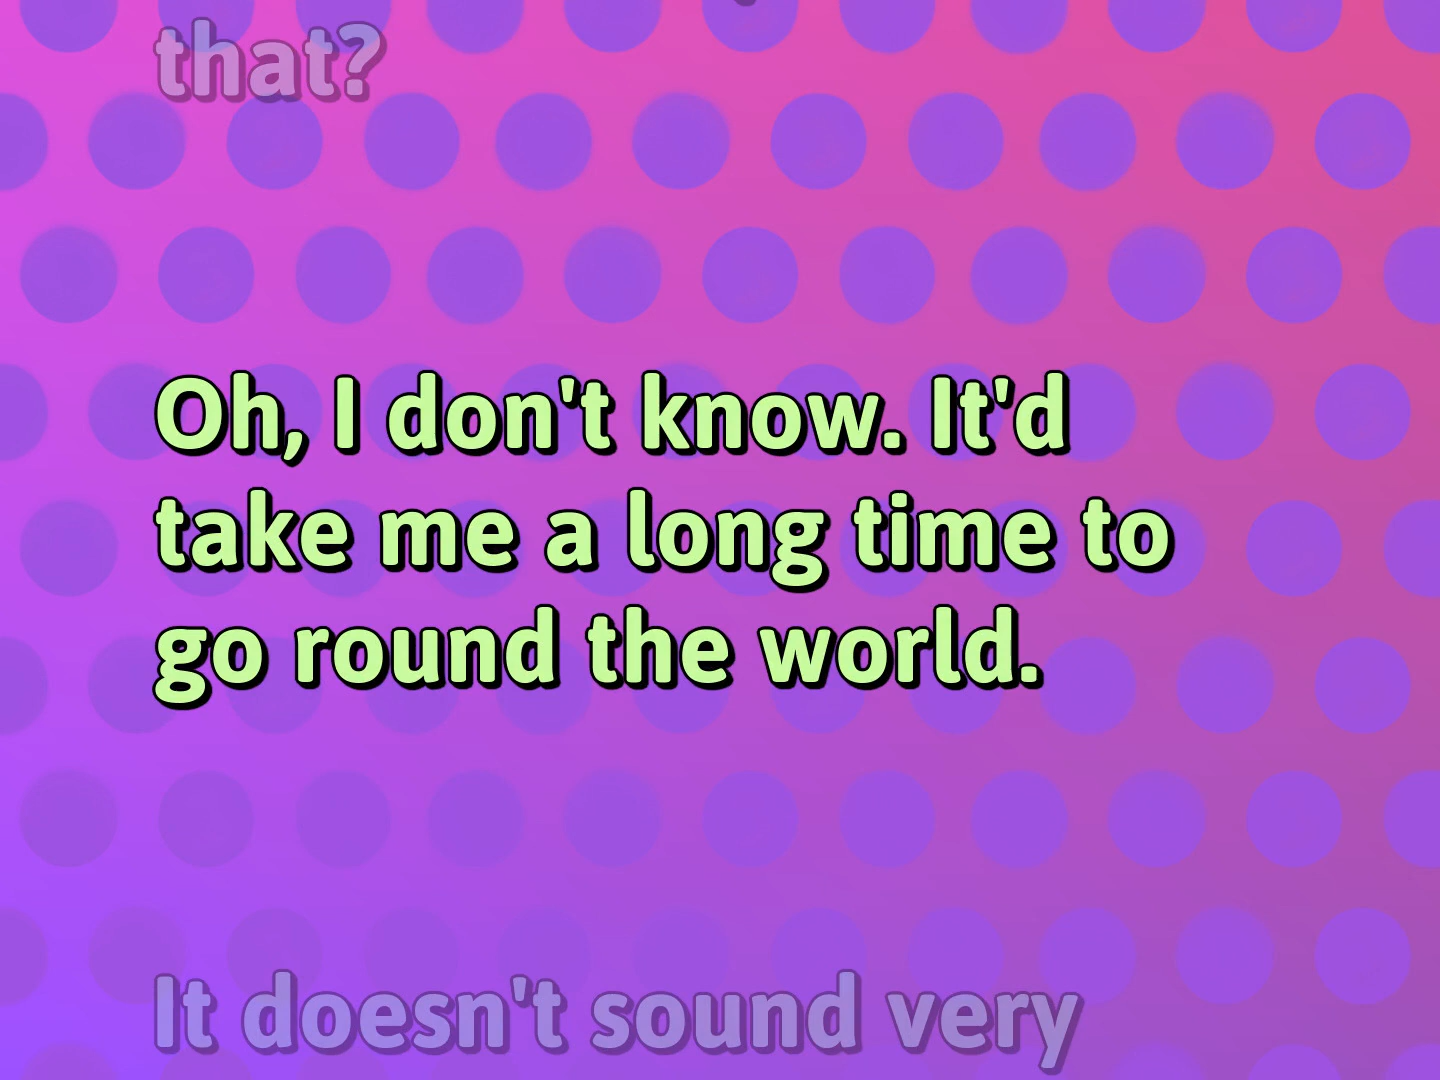 that?
Oh, I don't know. It'd
take me a long time to
go round the world.
It doesn't sound very